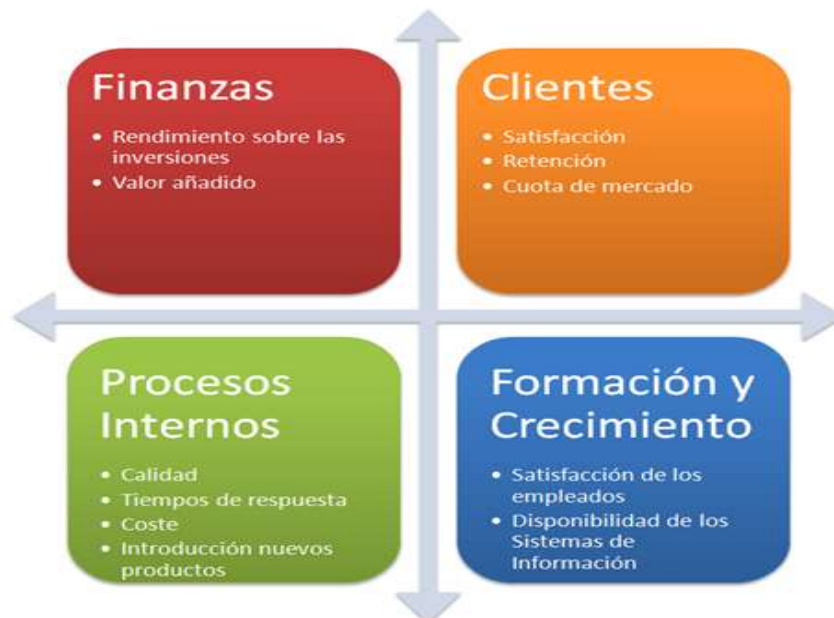 Finanzas
• Rendimiento sobre las
inversiones
• Valor añadido
Clientes
• Satisfacción
• Retención
• Cuota de mercado
Procesos
Internos
• Calidad
• Tiempos de respuesta
• Coste
• Introducción nuevos
productos
Formación y
Crecimiento
• Satisfacción de los
empleados
• Disponibilidad de los
Sistemas de
Información